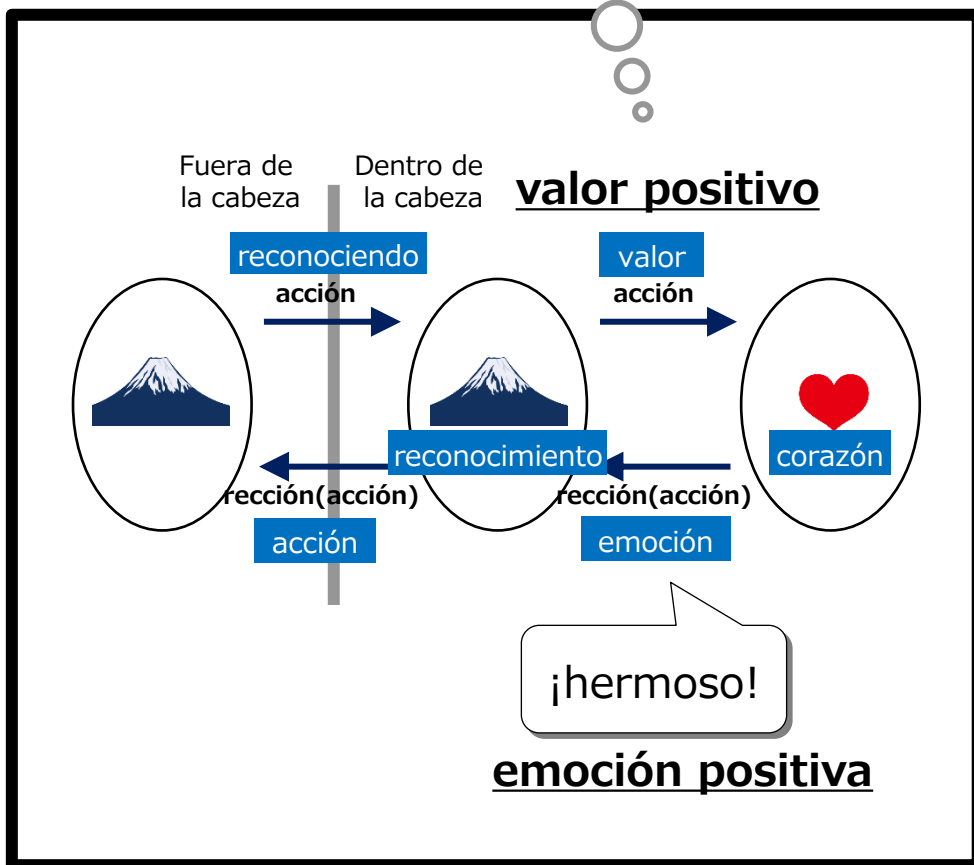 Fuera de
la cabeza
Dentro de
la cabeza
valor positivo
reconociendo
acción
valor
acción
reconocimiento
corazón
rección(acción)
acción
rección(acción)
emoción
¡hermoso!
emoción positiva